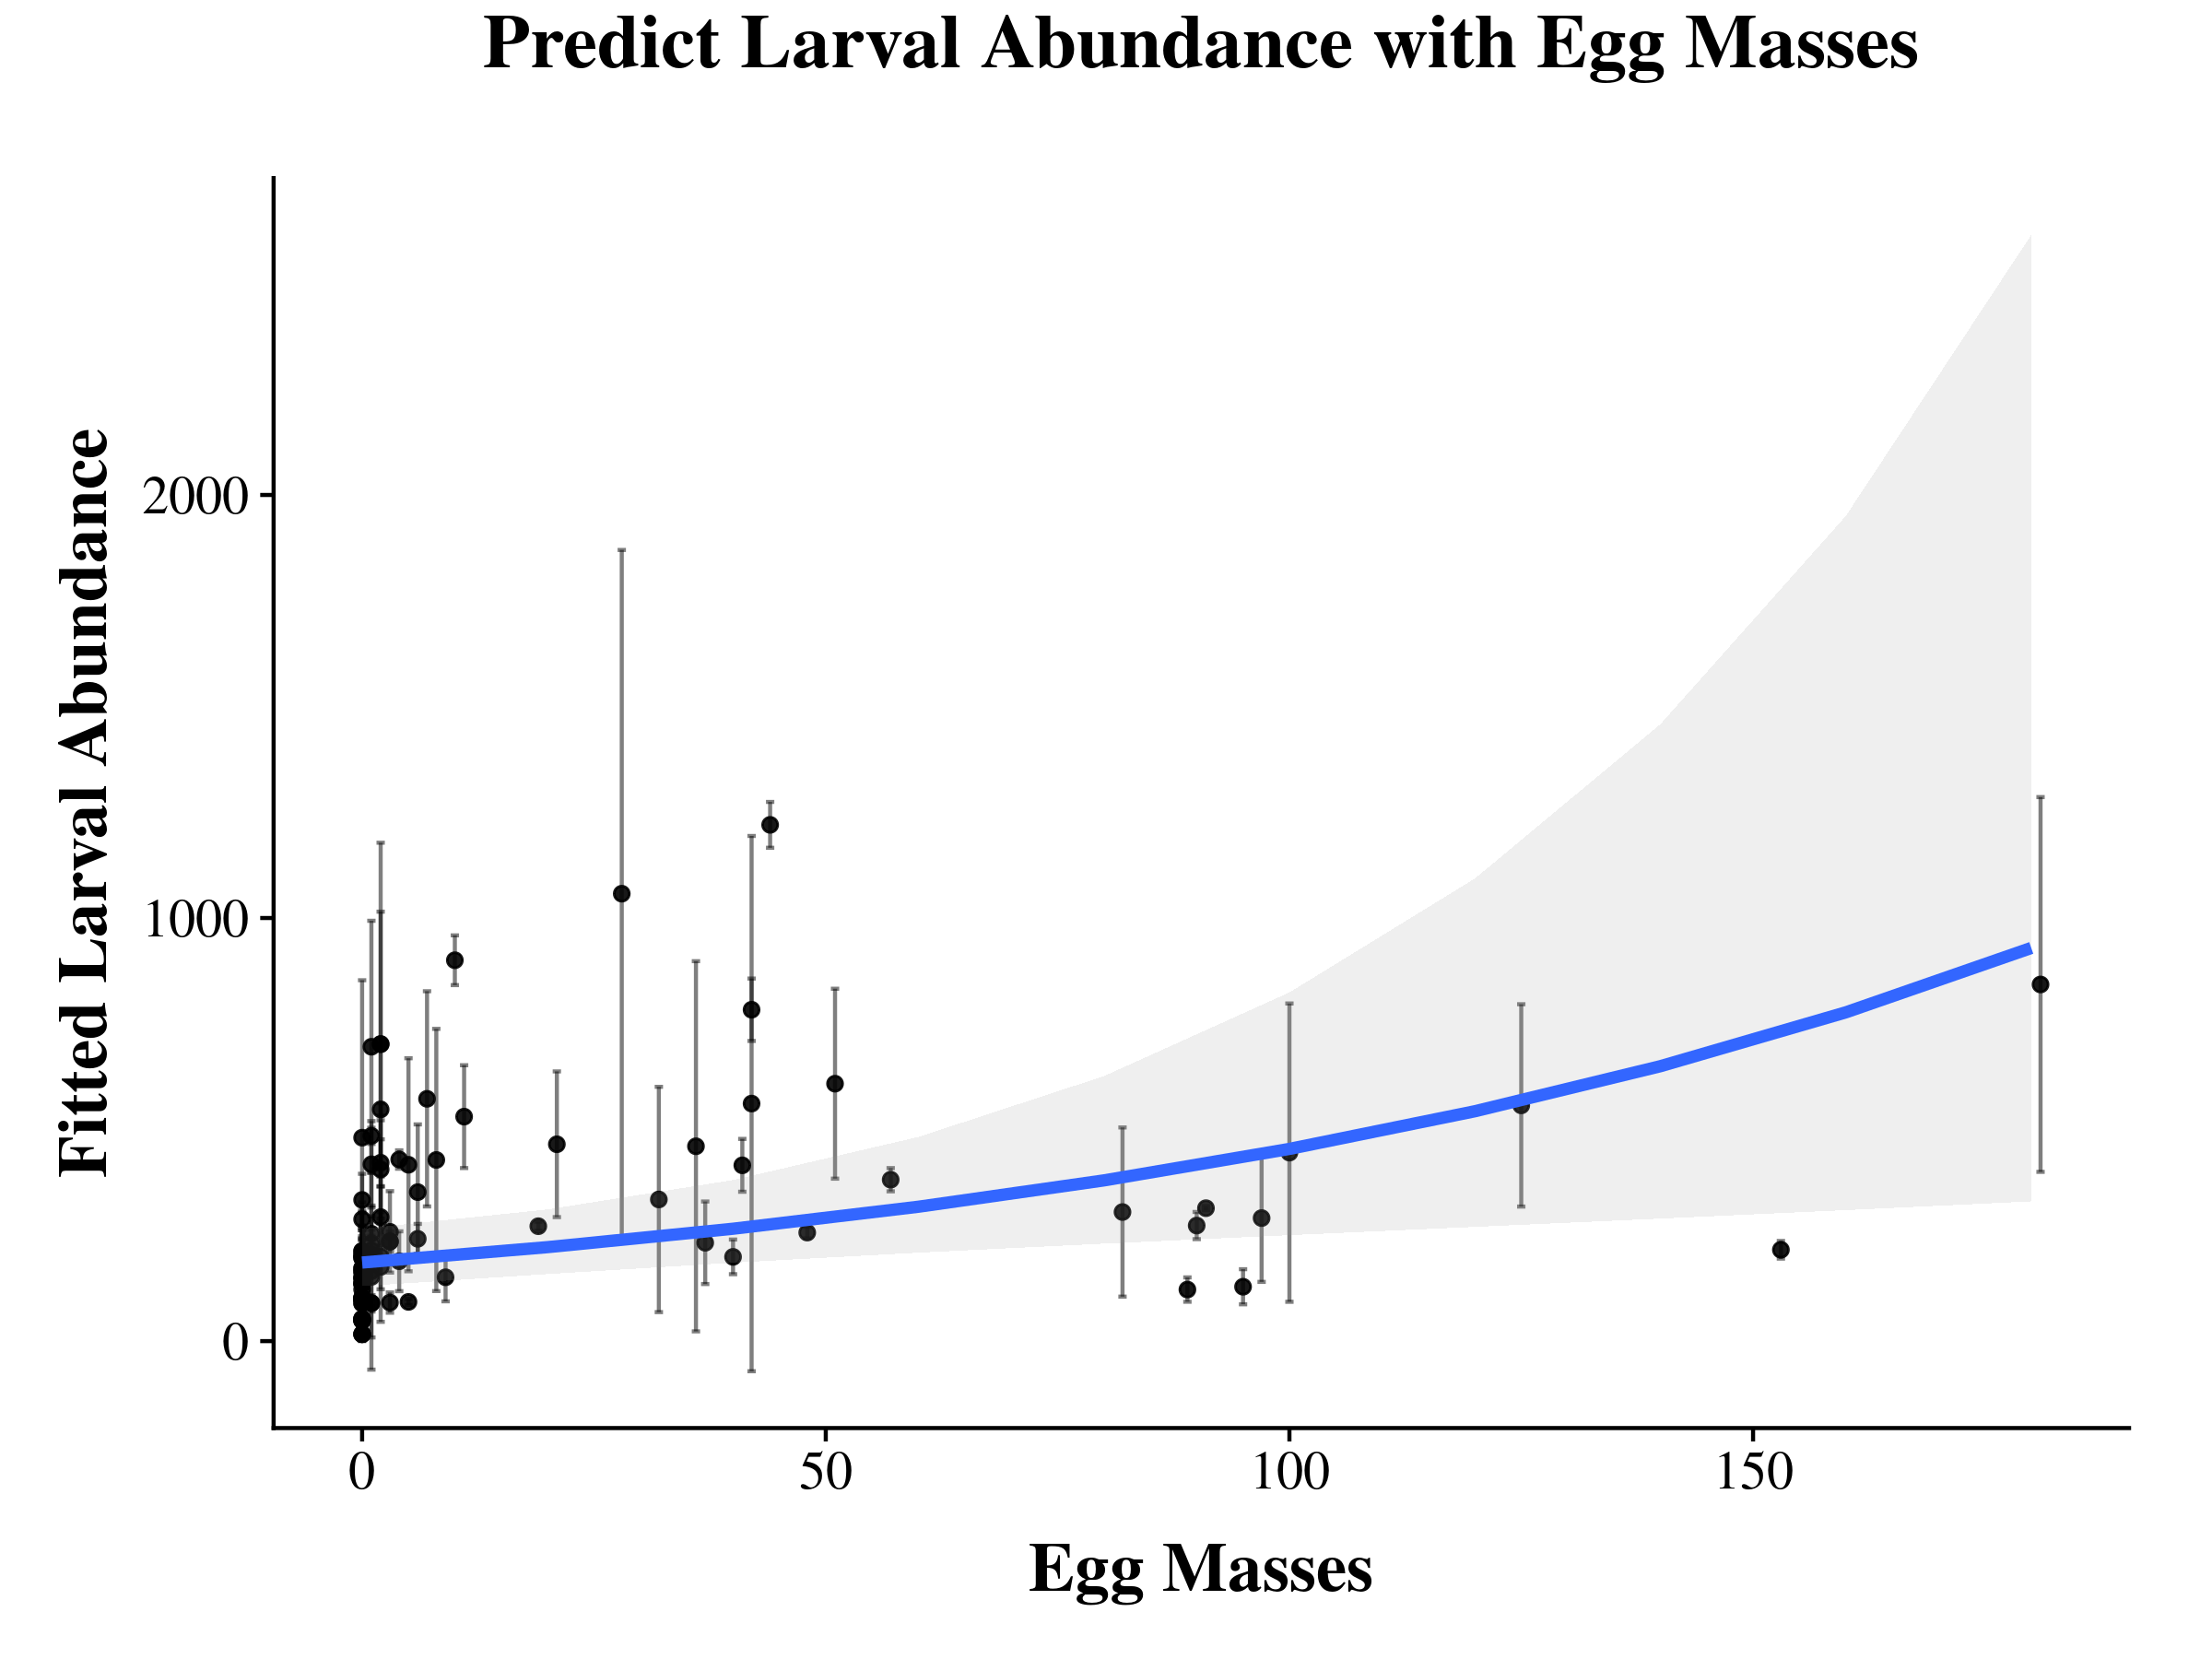 Predict Larval Abundance with Egg Masses
Fitted Larval Abundance
2000
1000
0
0 50 100 150
Egg Masses